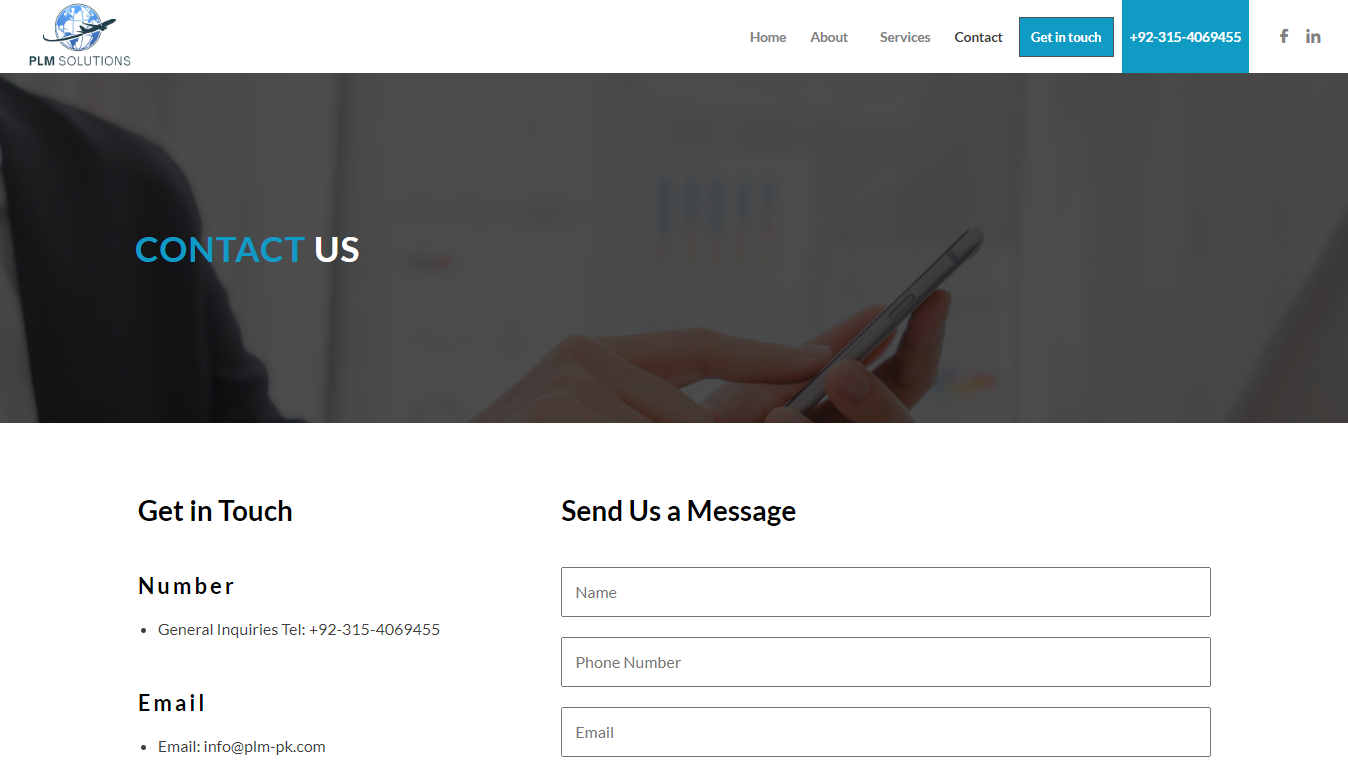 PLM SOLUTIONS
Home About Services Contact Get in touch +92-315-4069455
CONTACT US
Get in Touch
Number
General Inquiries Tel: +92-315-4069455
Email
Email: info@plm-pk.com
Send Us a Message
Name
Phone Number
Email